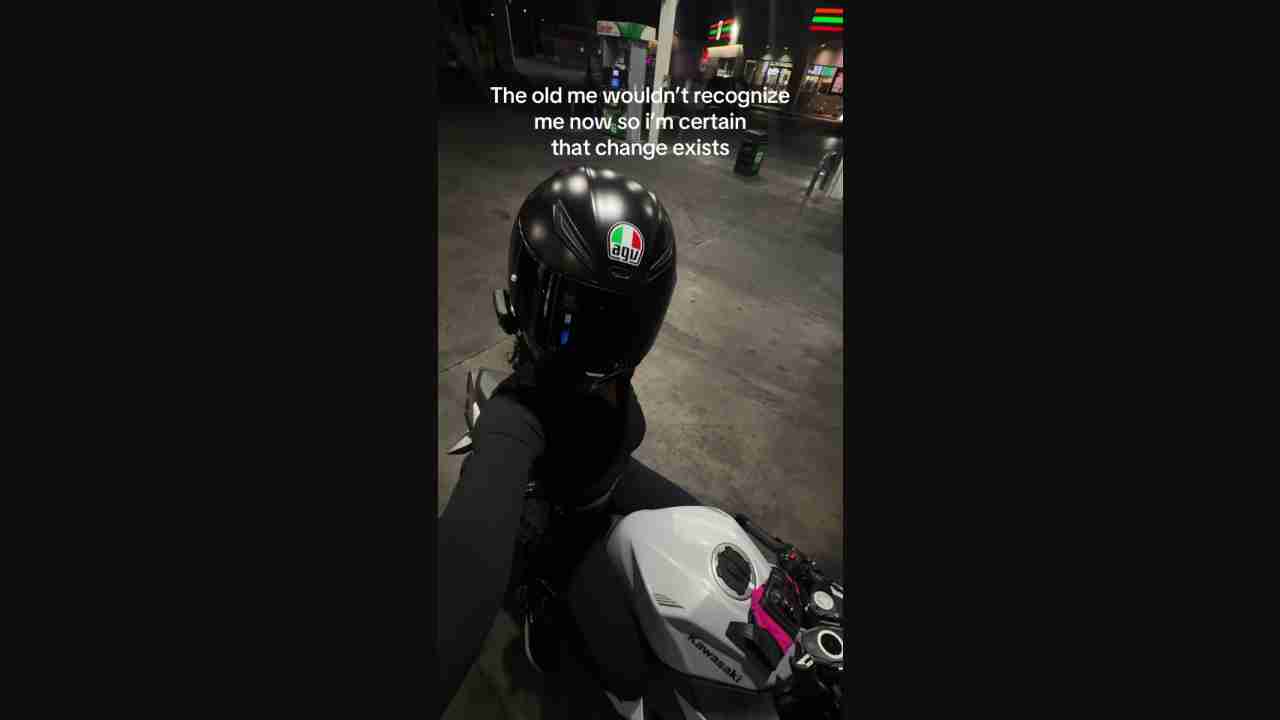 The old me wouldn't recognize
me now so i'm certain
that change exists
agv
Kawasaki